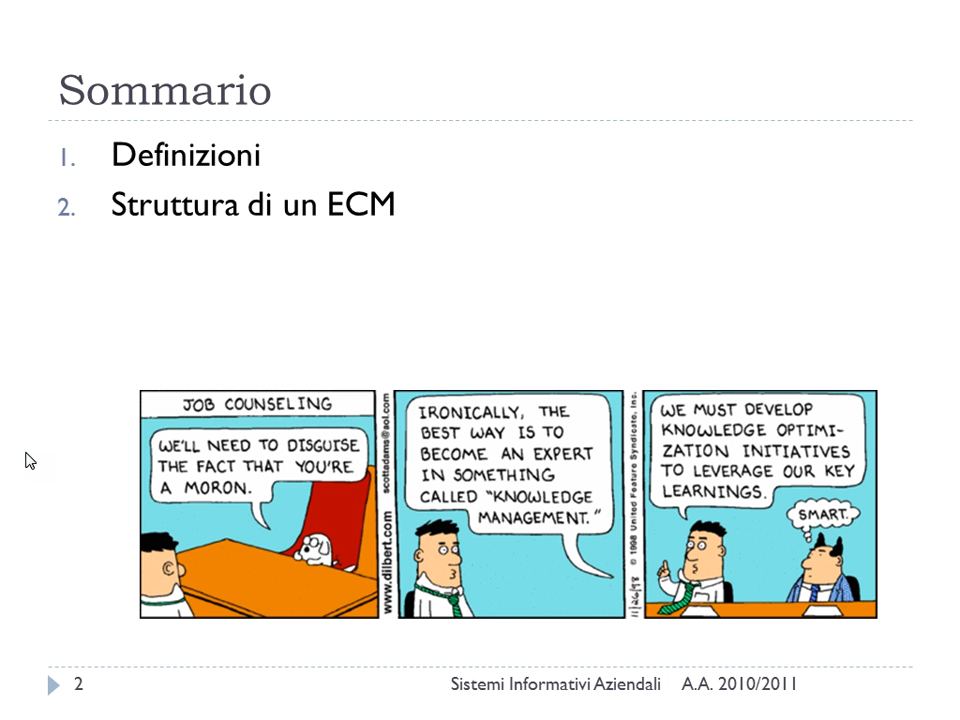 Sommario
1. Definizioni
2. Struttura di un ECM
JOB COUNSELING
WE'LL NEED TO DISGUISE
THE FACT THAT YOU'RE
A MORON.
www.dilbert.com scottadams@aol.com
IRONICALLY, THE
BEST WAY IS TO
BECOME AN EXPERT
IN SOMETHING
CALLED "KNOWLEDGE
MANAGEMENT."
11/26/98 © 1998 United Feature Syndicate, Inc.
WE MUST DEVELOP
KNOWLEDGE OPTIMI-
ZATION INITIATIVES
TO LEVERAGE OUR KEY
LEARNINGS.
SMART.
2 Sistemi Informativi Aziendali A.A. 2010/2011